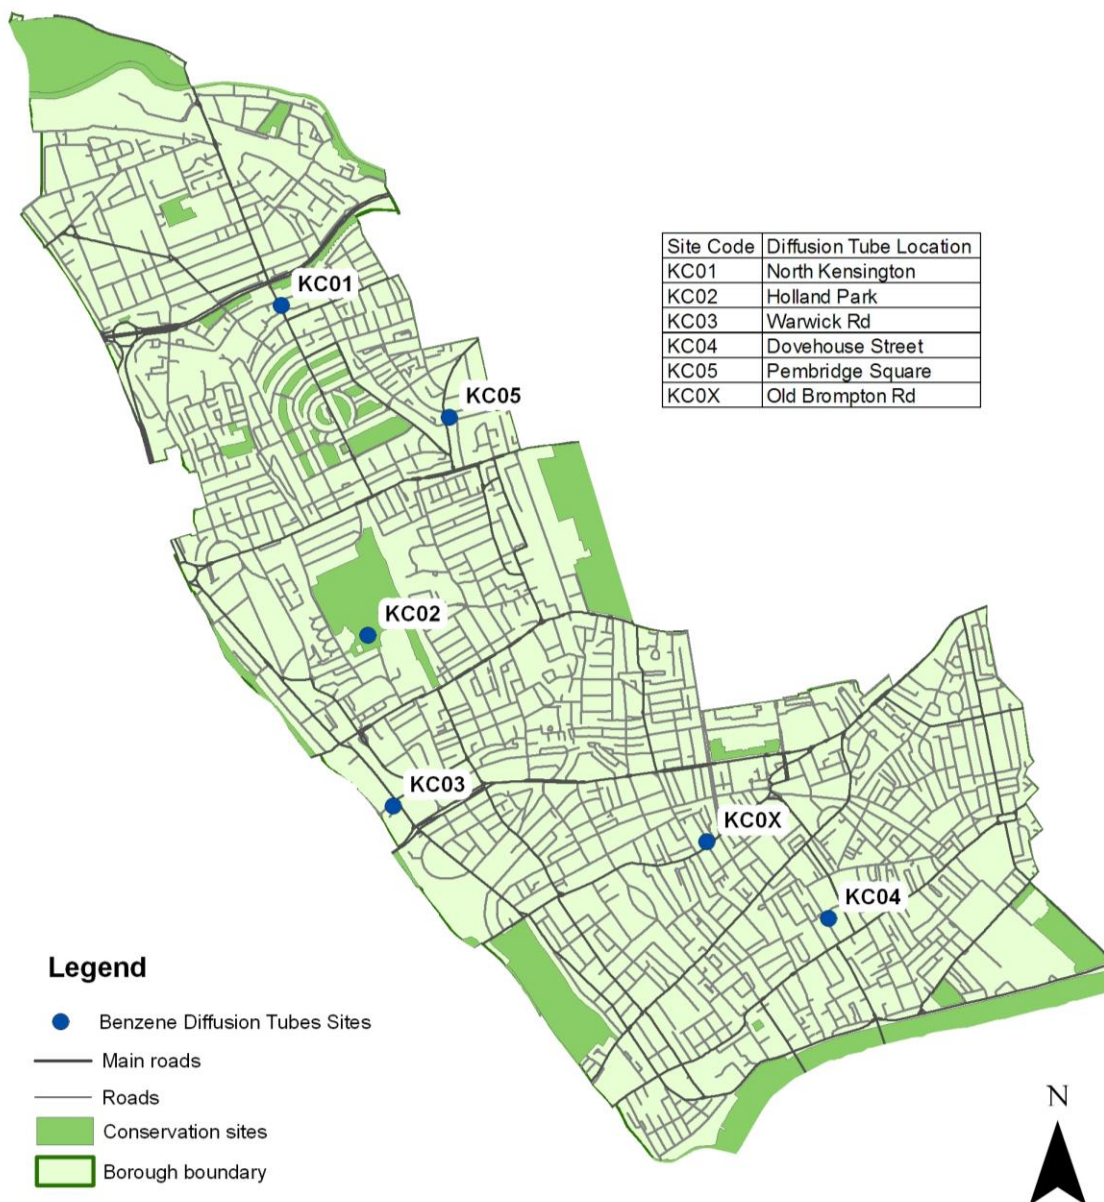 KC01
Site Code Diffusion Tube Location
KC01 North Kensington
KC02 Holland Park
KC03 Warwick Rd
KC04 Dovehouse Street
KC05 Pembridge Square
KC0X Old Brompton Rd
KC05
KC02
KC03
KC0X
KC04
Legend
Benzene Diffusion Tubes Sites
Main roads
Roads
Conservation sites
Borough boundary
N